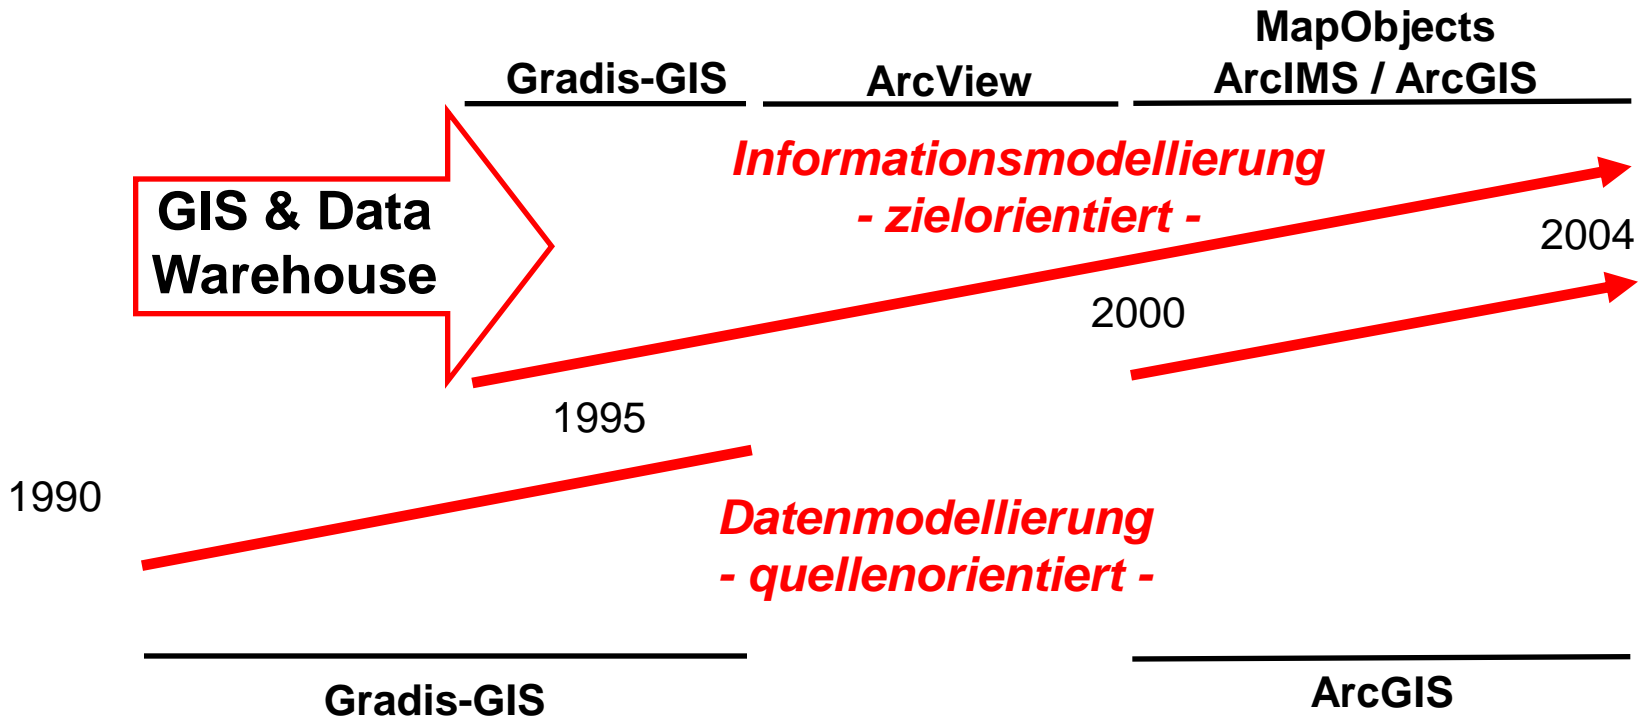 MapObjects
Gradis-GIS
ArcView
ArcIMS / ArcGIS
Informationsmodellierung
- zielorientiert -
GIS & Data
Warehouse
2004
2000
1995
1990
Datenmodellierung
- quellenorientiert -
Gradis-GIS
ArcGIS